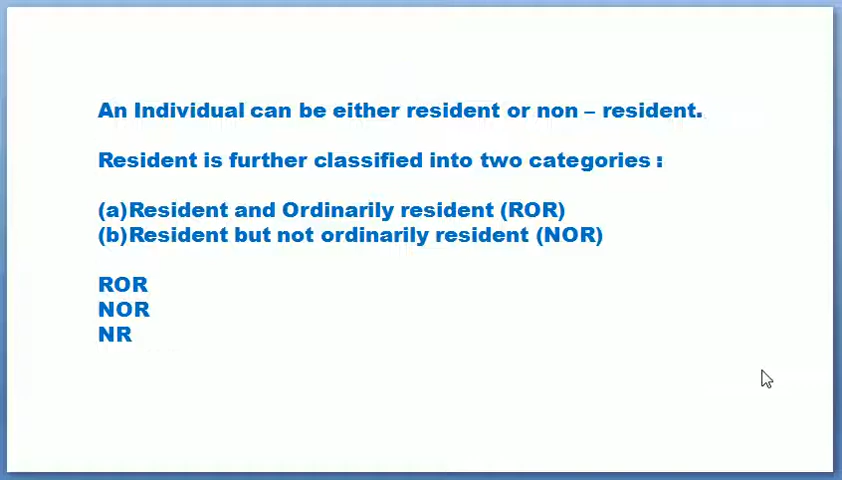 An Individual can be either resident or non – resident.
Resident is further classified into two categories :
(a)Resident and Ordinarily resident (ROR)
(b)Resident but not ordinarily resident (NOR)
ROR
NOR
NR